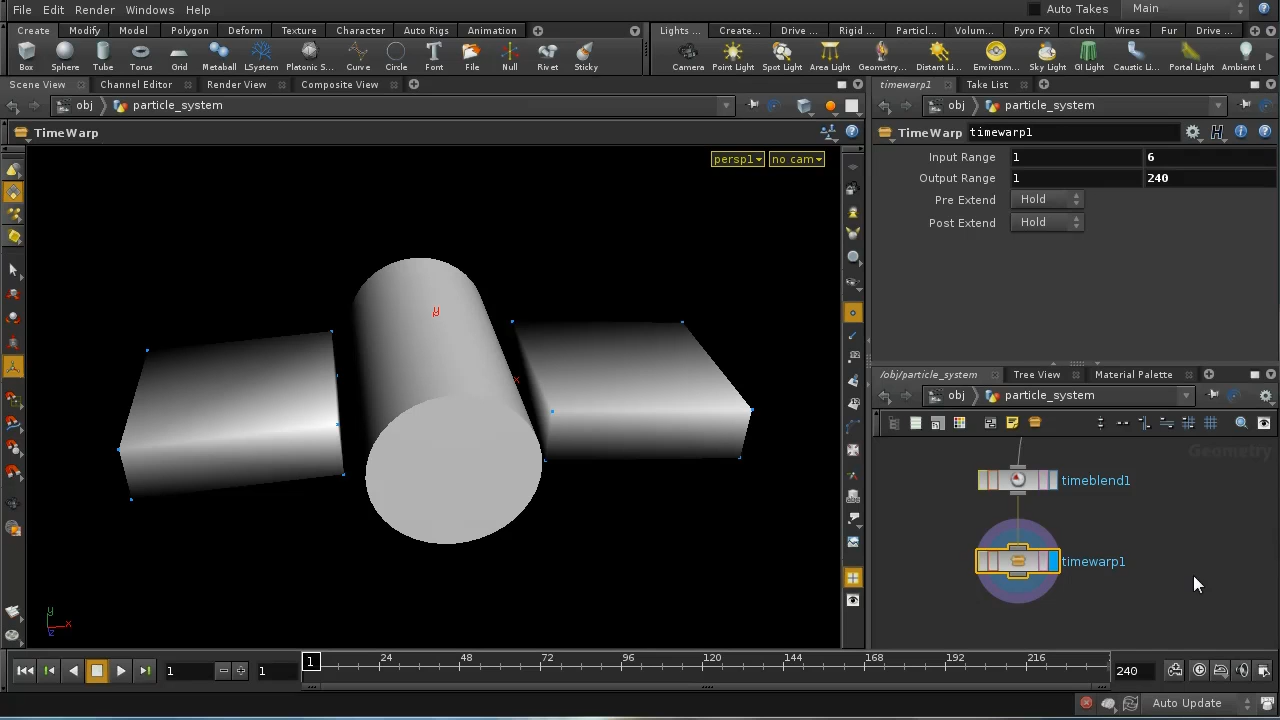 File Edit Render Windows Help Auto Takes Main
Create Modify Model Polygon Deform Texture Character Auto Rigs Animation Lights ... Create... Drive ... Rigid ... Particl... Volum... Pyro FX Cloth Wires Fur Drive ...
Box Sphere Tube Torus Grid Metaball LSystem Platonic S... Curve Circle Font File Null Rivet Sticky Camera Point Light Spot Light Area Light Geometry... Distant Li... Environm... Sky Light GI Light Caustic Li... Portal Light Ambient L
Scene View Channel Editor Render View Composite View timewarp1 Take List
obj particle_system obj particle_system
TimeWarp TimeWarp timewarp1
persp1 no cam
Input Range 1 6
Output Range 1 240
Pre Extend Hold
Post Extend Hold
y
x
/obj/particle_system Tree View Material Palette
obj particle_system
Geometry
timeblend1
timewarp1
y
x
z
1 1 1 24 48 72 96 120 144 168 192 216 240
Auto Update